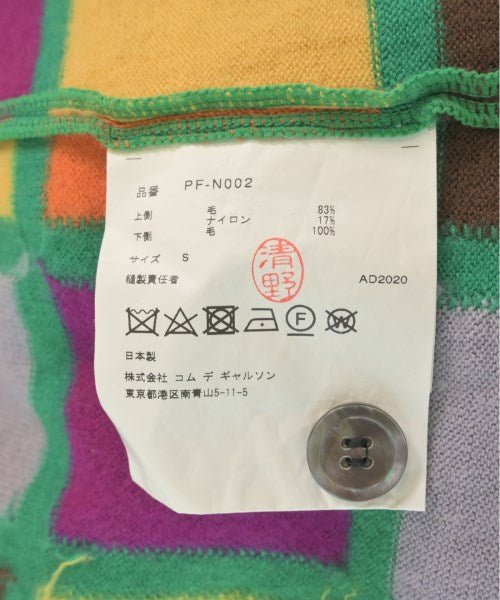 品番 PF-N002
上側 毛 83%
ナイロン 17%
下側 毛 100%
サイズ S
縫製責任者 清野 AD2020
F
W
日本製
株式会社 コム デ ギャルソン
東京都港区南青山5-11-5